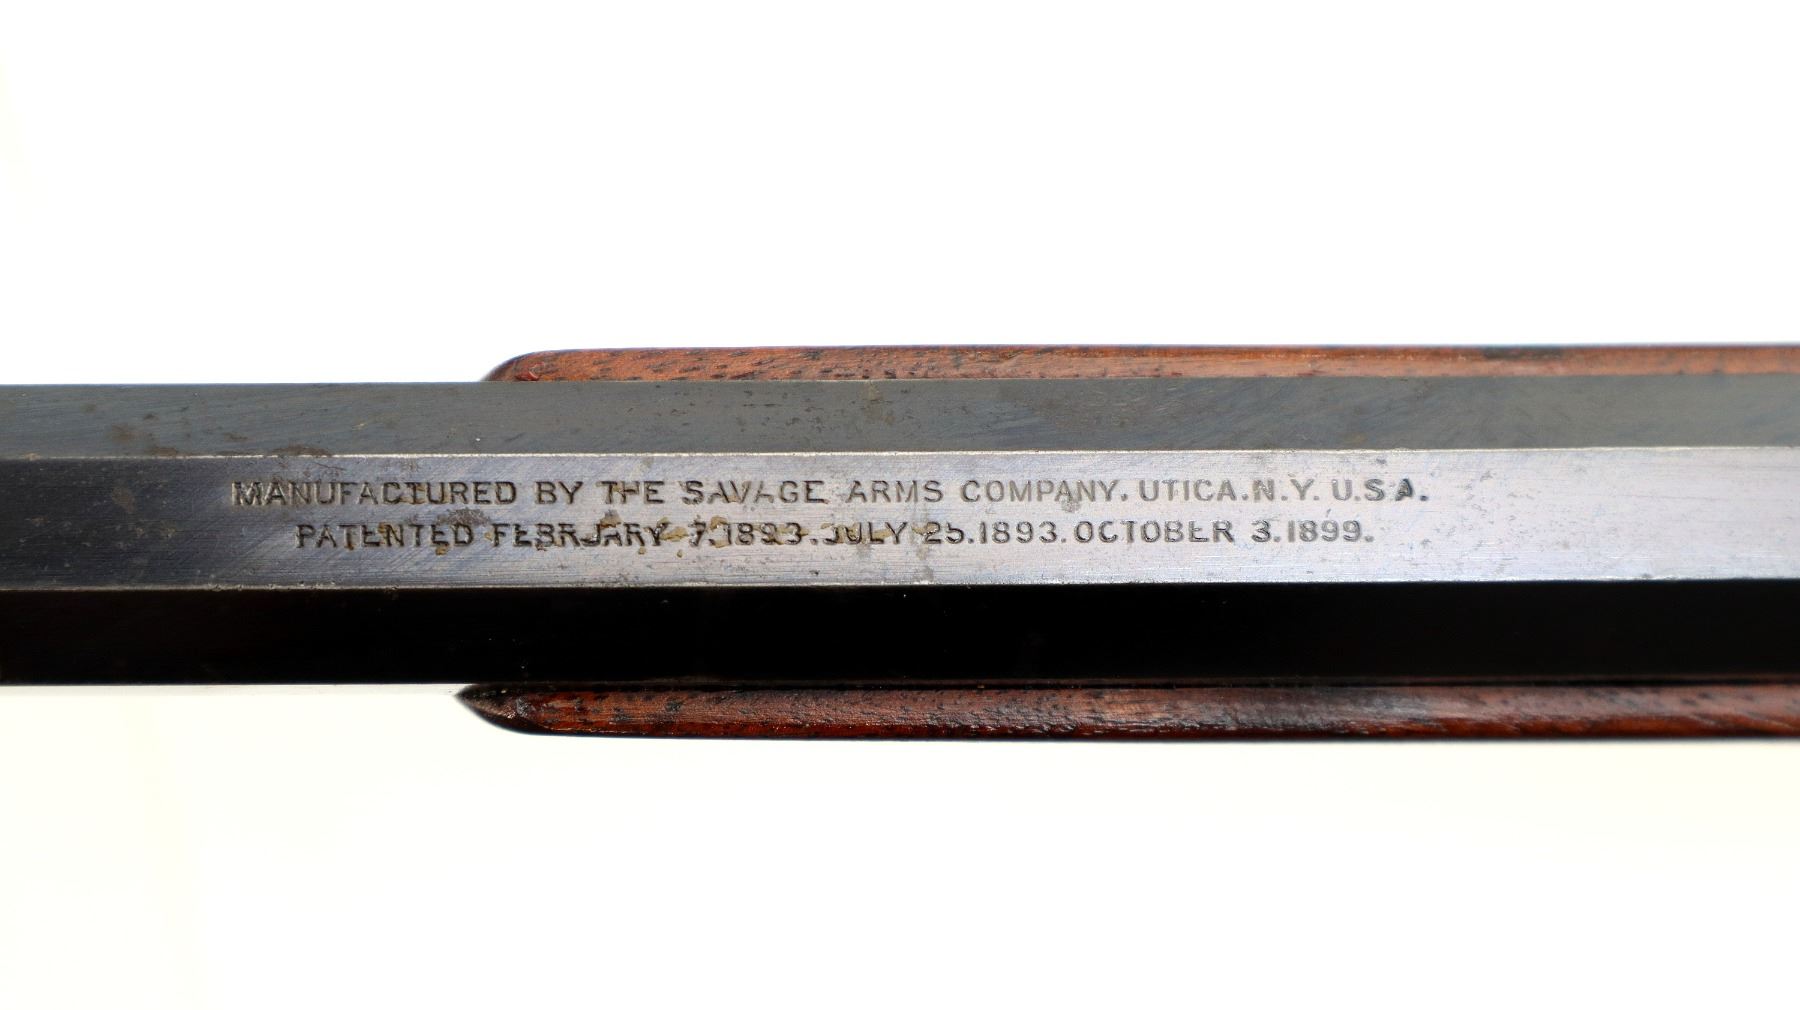 MANUFACTURED BY THE SAVAGE ARMS COMPANY. UTICA.N.Y. U.S.A.
PATENTED FEBRUARY 7.1893.JULY 25.1893.OCTOBER 3.1899.